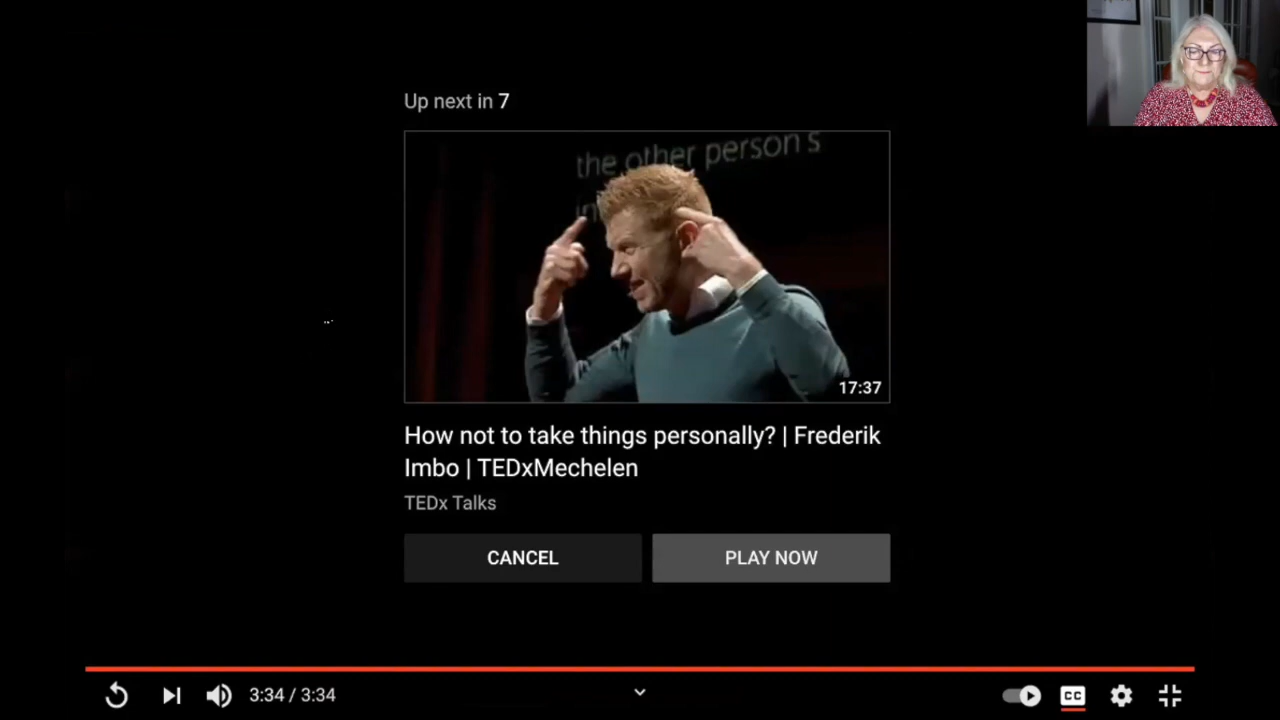 Up next in 7
the other person's
17:37
How not to take things personally? | Frederik
Imbo | TEDxMechelen
TEDx Talks
CANCEL
PLAY NOW
3:34 / 3:34
CC